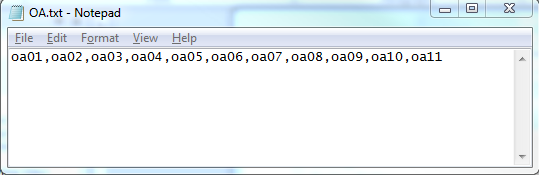 OA.txt - Notepad
File Edit Format View Help
oa01,oa02,oa03,oa04,oa05,oa06,oa07,oa08,oa09,oa10,oa11